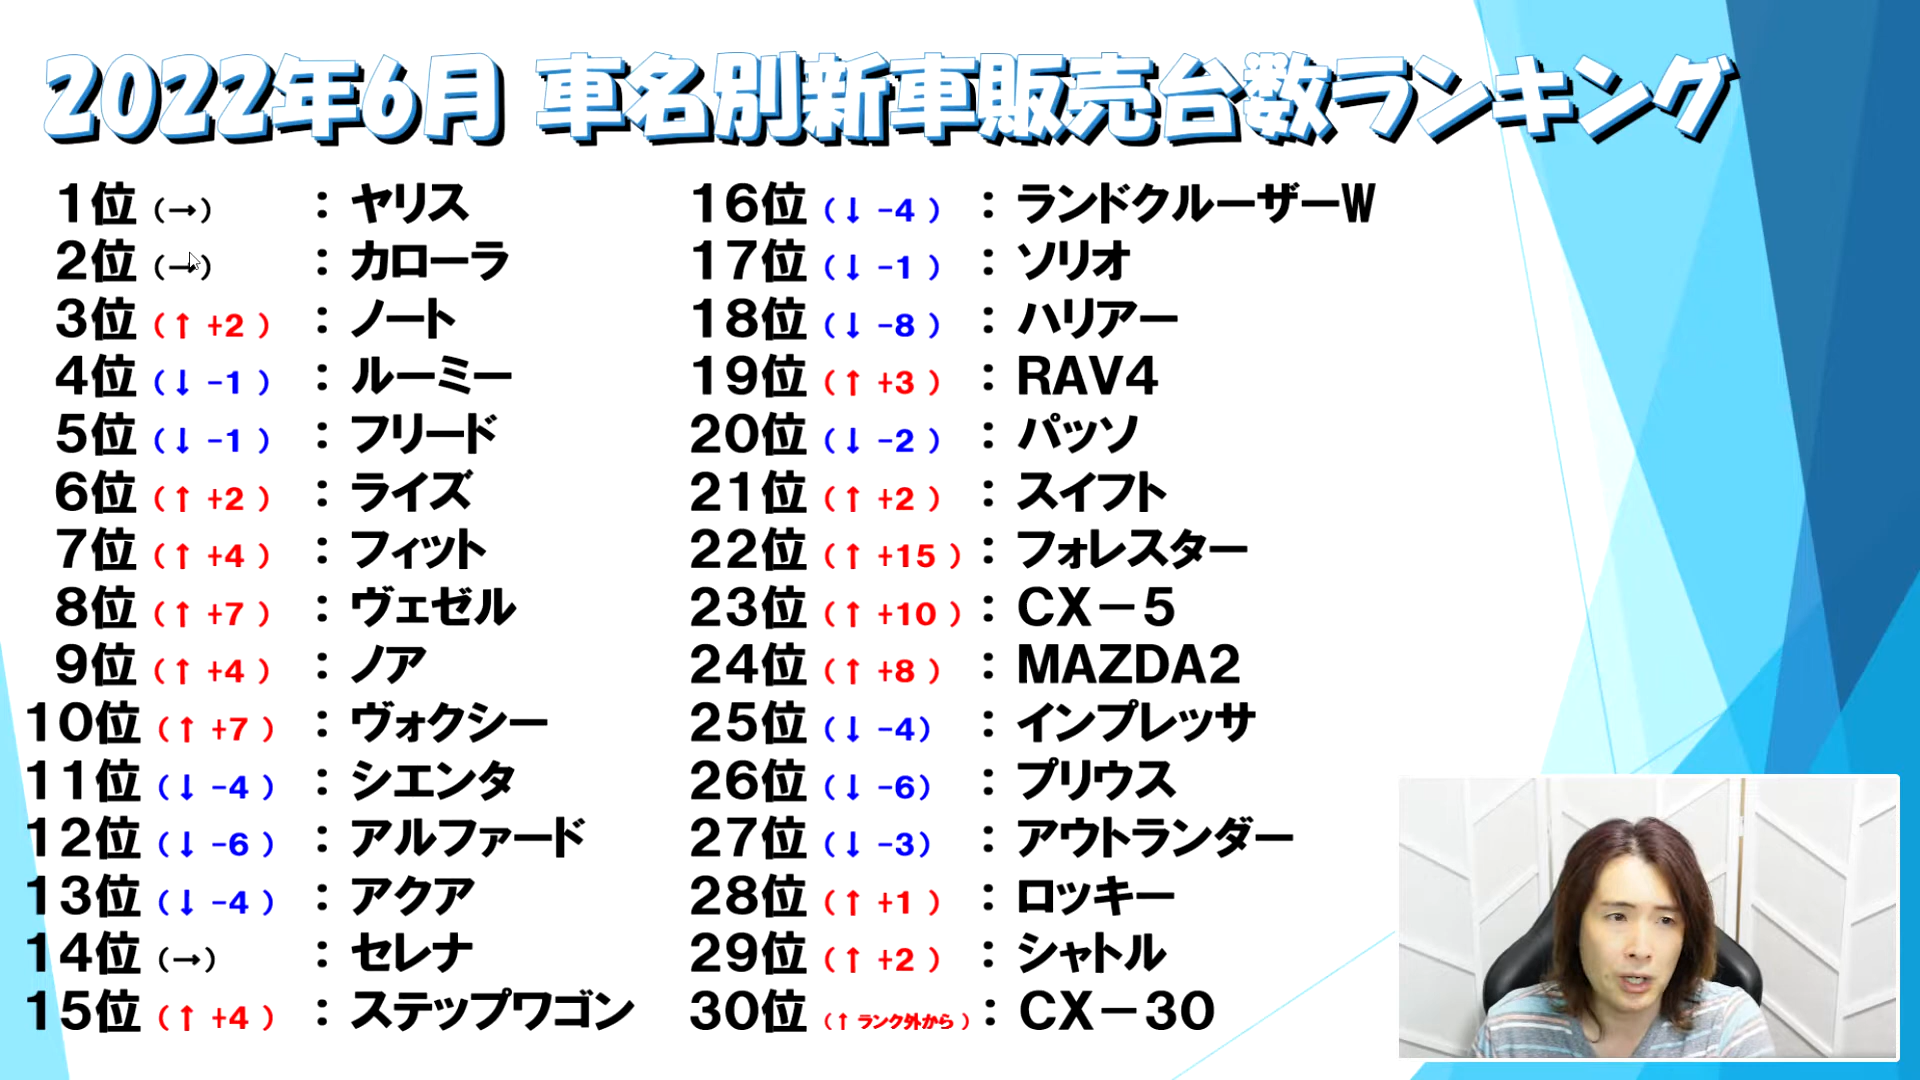 2022年6月 車名別新車販売台数ランキング
1位（→） ：ヤリス
2位（→） ：カローラ
3位（↑ +2 ） ：ノート
4位（↓ -1 ） ：ルーミー
5位（↓ -1 ） ：フリード
6位（↑ +2 ） ：ライズ
7位（↑ +4 ） ：フィット
8位（↑ +7 ） ：ヴェゼル
9位（↑ +4 ） ：ノア
10位（↑ +7 ） ：ヴォクシー
11位（↓ -4 ） ：シエンタ
12位（↓ -6 ） ：アルファード
13位（↓ -4 ） ：アクア
14位（→） ：セレナ
15位（↑ +4 ） ：ステップワゴン
16位（↓ -4 ） ：ランドクルーザーW
17位（↓ -1 ） ：ソリオ
18位（↓ -8 ） ：ハリアー
19位（↑ +3 ） ：RAV4
20位（↓ -2 ） ：パッソ
21位（↑ +2 ） ：スイフト
22位（↑ +15 ） ：フォレスター
23位（↑ +10 ） ：CX－5
24位（↑ +8 ） ：MAZDA2
25位（↓ -4） ：インプレッサ
26位（↓ -6） ：プリウス
27位（↓ -3） ：アウトランダー
28位（↑ +1 ） ：ロッキー
29位（↑ +2 ） ：シャトル
30位（↑ ランク外から ） ：CX－30